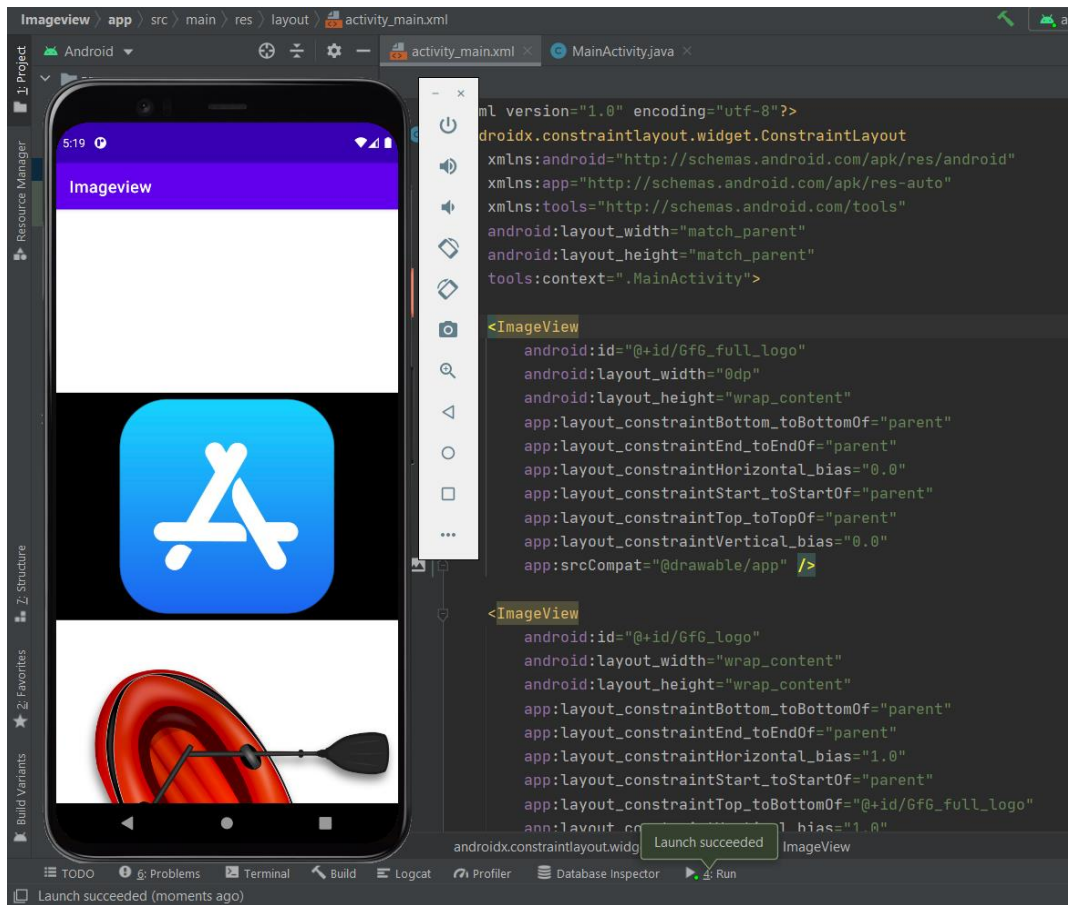 Imageview app src main res layout activity_main.xml
Android
activity_main.xml
MainActivity.java
1: Project
Resource Manager
Z: Structure
2: Favorites
Build Variants
5:19
Imageview
ml version="1.0" encoding="utf-8"?>
droidx.constraintlayout.widget.ConstraintLayout
xmlns:android="http://schemas.android.com/apk/res/android"
xmlns:app="http://schemas.android.com/apk/res-auto"
xmlns:tools="http://schemas.android.com/tools"
android:layout_width="match_parent"
android:layout_height="match_parent"
tools:context=".MainActivity">
<ImageView
android:id="@+id/GfG_full_logo"
android:layout_width="0dp"
android:layout_height="wrap_content"
app:layout_constraintBottom_toBottomOf="parent"
app:layout_constraintEnd_toEndOf="parent"
app:layout_constraintHorizontal_bias="0.0"
app:layout_constraintStart_toStartOf="parent"
app:layout_constraintTop_toTopOf="parent"
app:layout_constraintVertical_bias="0.0"
app:srcCompat="@drawable/app" />
<ImageView
android:id="@+id/GfG_logo"
android:layout_width="wrap_content"
android:layout_height="wrap_content"
app:layout_constraintBottom_toBottomOf="parent"
app:layout_constraintEnd_toEndOf="parent"
app:layout_constraintHorizontal_bias="1.0"
app:layout_constraintStart_toStartOf="parent"
app:layout_constraintTop_toBottomOf="@+id/GfG_full_logo"
androidx.constraintlayout.widg
Launch succeeded
ImageView
TODO 6: Problems Terminal Build Logcat Profiler Database Inspector 4: Run
Launch succeeded (moments ago)